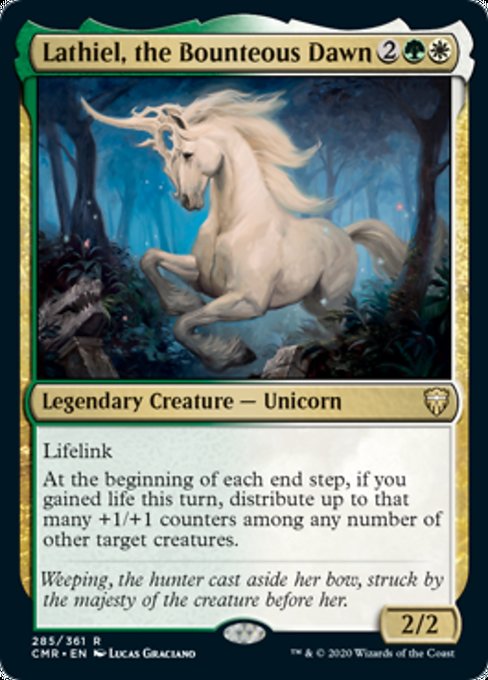 Lathiel, the Bounteous Dawn 2
Legendary Creature — Unicorn
Lifelink
At the beginning of each end step, if you
gained life this turn, distribute up to that
many +1/+1 counters among any number of
other target creatures.
Weeping, the hunter cast aside her bow, struck by
the majesty of the creature before her.
2/2
285/361 R
CMR • EN Lucas Graciano ™ & © 2020 Wizards of the Coast